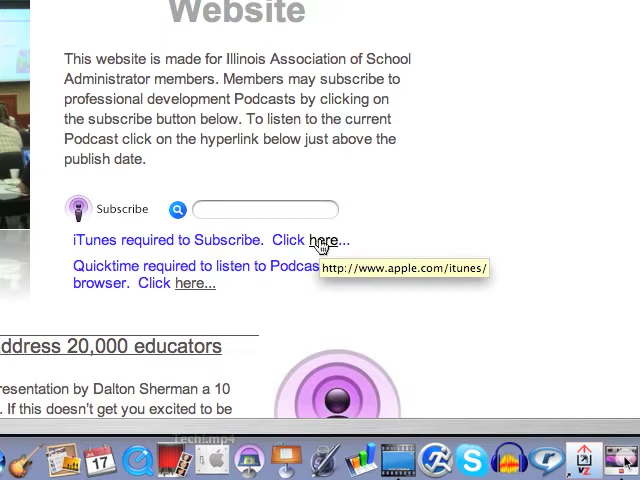 Website
This website is made for Illinois Association of School
Administrator members. Members may subscribe to
professional development Podcasts by clicking on
the subscribe button below. To listen to the current
Podcast click on the hyperlink below just above the
publish date.
Subscribe
iTunes required to Subscribe. Click here...
Quicktime required to listen to Podcas
http://www.apple.com/itunes/
browser. Click here...
ddress 20,000 educators
resentation by Dalton Sherman a 10
. If this doesn't get you excited to be
Tech.mp4
JUL
17